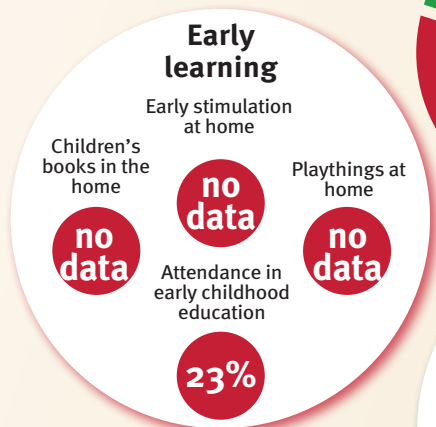 Early
learning
Early stimulation
at home
no
data
Children's
books in the
home
no
data
Playthings at
home
no
data
Attendance in
early childhood
education
23%